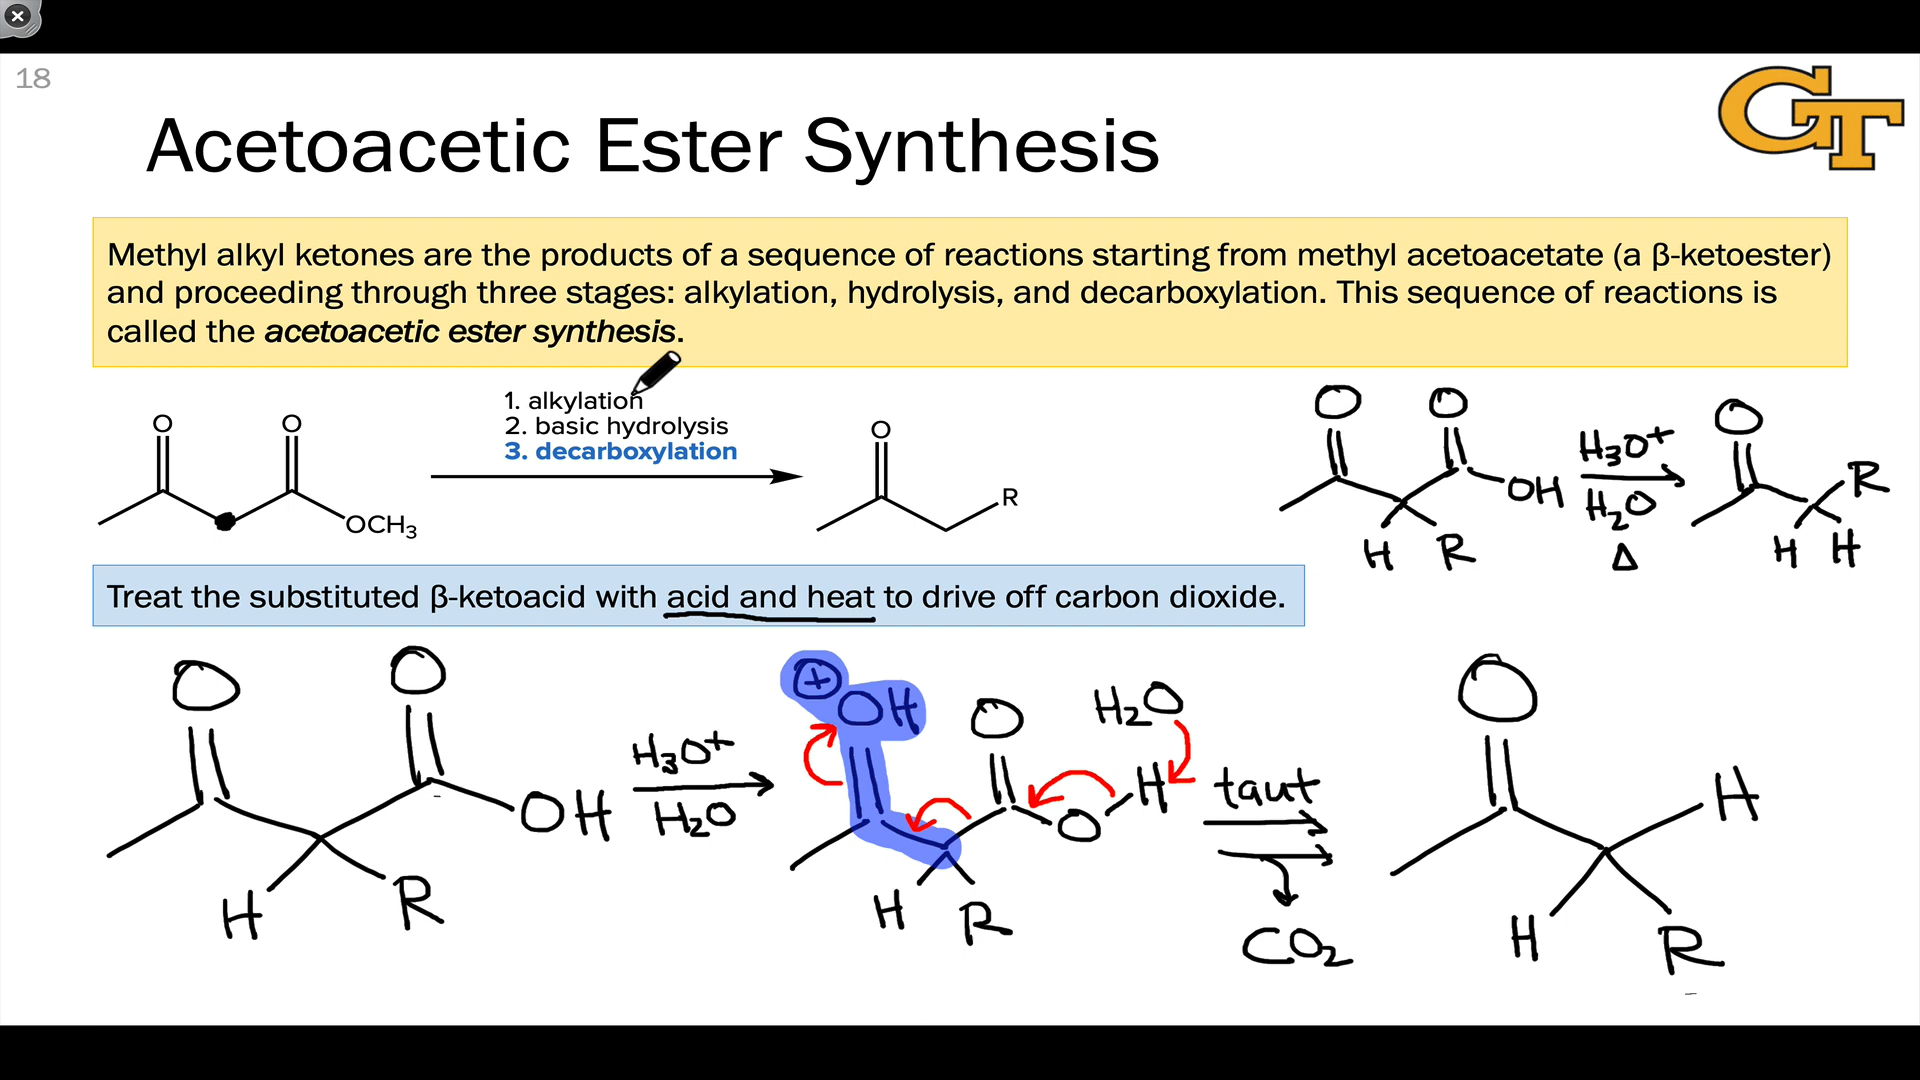 18
GT
Acetoacetic Ester Synthesis
Methyl alkyl ketones are the products of a sequence of reactions starting from methyl acetoacetate (a β-ketoester)
and proceeding through three stages: alkylation, hydrolysis, and decarboxylation. This sequence of reactions is
called the acetoacetic ester synthesis.
O O
OCH₃
1. alkylation
2. basic hydrolysis
3. decarboxylation
O
R
O O
OH
H R
H₃O⁺
H₂O
Δ
O
R
H H
Treat the substituted β-ketoacid with acid and heat to drive off carbon dioxide.
O O
OH
H R
H₃O⁺
H₂O
⊕
OH O H₂O
O H
H R
taut
CO₂
O
H
H R